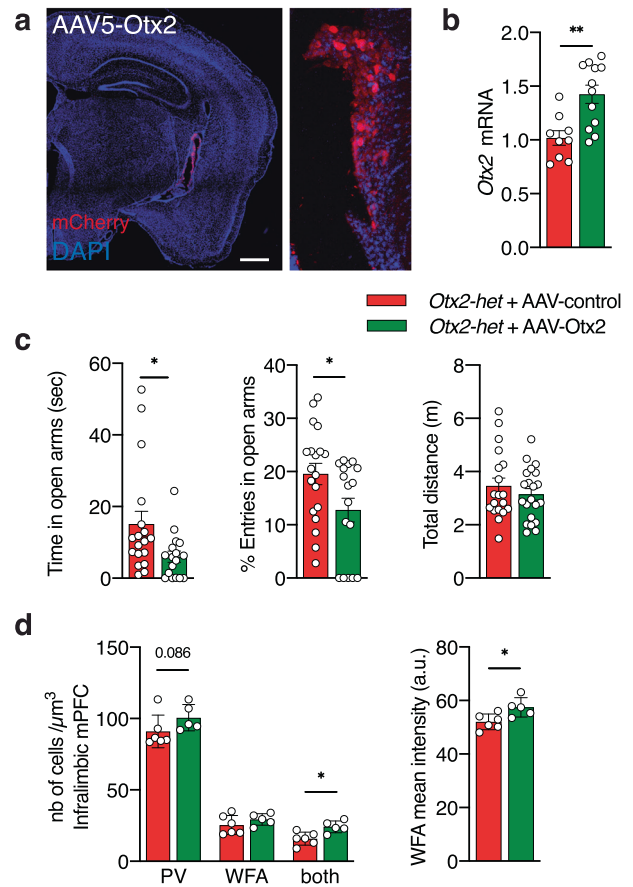 a
AAV5-Otx2
mCherry
DAPI
b
**
2.0
1.5
1.0
0.5
0.0
Otx2 mRNA
Otx2-het + AAV-control
Otx2-het + AAV-Otx2
c
*
60
40
20
0
Time in open arms (sec)
*
40
30
20
10
0
% Entries in open arms
8
6
4
2
0
Total distance (m)
d
150
100
50
0
nb of cells /µm³
Infralimbic mPFC
0.086
*
PV WFA both
80
60
40
20
0
WFA mean intensity (a.u.)
*